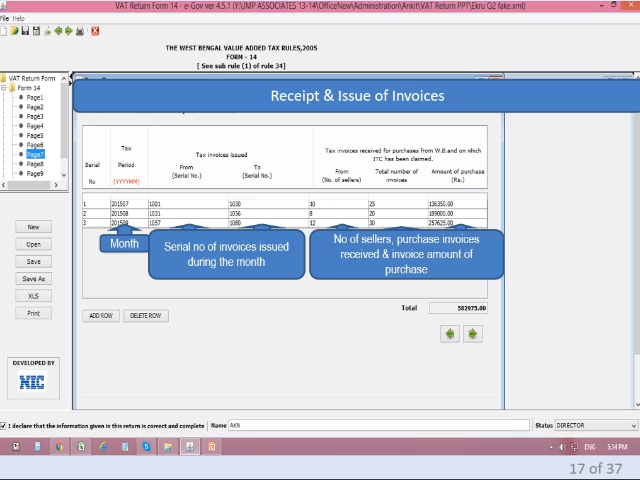 VAT Return Form 14 - e-Gov ver 4.5.1 (Y:\JMP ASSOCIATES 13-14\OfficeNew\Administration\Ankit\VAT Return PPT\Ekru Q2 fake.xml)
File Help
THE WEST BENGAL VALUE ADDED TAX RULES,2005
FORM - 14
[ See sub rule (1) of rule 34]
VAT Return Form
Form 14
Page1
Page2
Page3
Page4
Page5
Page6
Page7
Page8
Page9
Receipt & Issue of Invoices
Serial No
Tax Period (YYYYMM)
Tax Invoices issued
From (Serial No.)
To (Serial No.)
Tax invoices received for purchases from W.B.and on which ITC has been claimed.
From (No. of sellers)
Total number of invoices
Amount of purchase (Rs.)
1 201507 1001 1030 10 25 136350.00
2 201508 1031 1056 8 20 189000.00
3 201509 1057 1080 12 30 257625.00
Month
Serial no of invoices issued during the month
No of sellers, purchase invoices received & invoice amount of purchase
New
Open
Save
Save As
XLS
Print
Total 582975.00
ADD ROW DELETE ROW
DEVELOPED BY
NIC
I declare that the information given in this return is correct and complete Name AKN Status DIRECTOR
ENG 5:34 PM
17 of 37